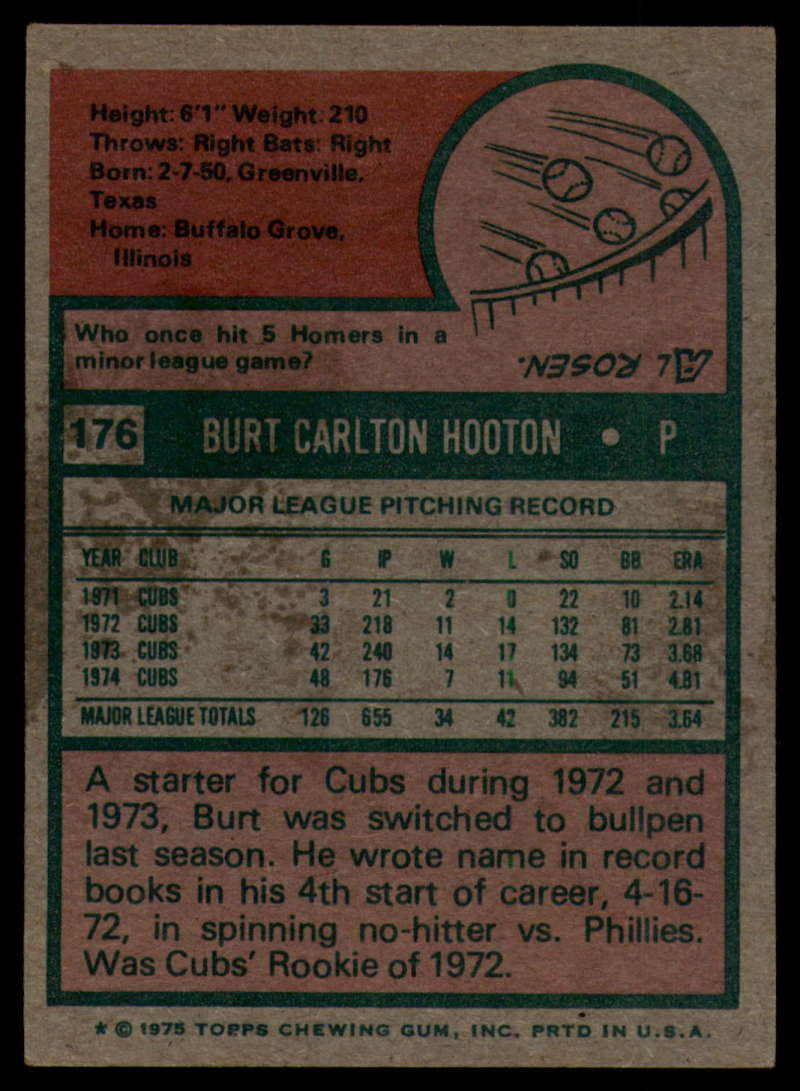 Height: 6'1" Weight: 210
Throws: Right Bats: Right
Born: 2-7-50, Greenville,
Texas
Home: Buffalo Grove,
Illinois
Who once hit 5 Homers in a
minor league game?
AL ROSEN.
176 BURT CARLTON HOOTON • P
MAJOR LEAGUE PITCHING RECORD
YEAR CLUB G IP W L SO BB ERA
1971 CUBS 3 21 2 0 22 10 2.14
1972 CUBS 33 218 11 14 132 81 2.81
1973 CUBS 42 240 14 17 134 73 3.68
1974 CUBS 48 176 7 11 94 51 4.81
MAJOR LEAGUE TOTALS 126 655 34 42 382 215 3.64
A starter for Cubs during 1972 and
1973, Burt was switched to bullpen
last season. He wrote name in record
books in his 4th start of career, 4-16-
72, in spinning no-hitter vs. Phillies.
Was Cubs' Rookie of 1972.
* © 1975 TOPPS CHEWING GUM, INC. PRTD IN U.S.A.